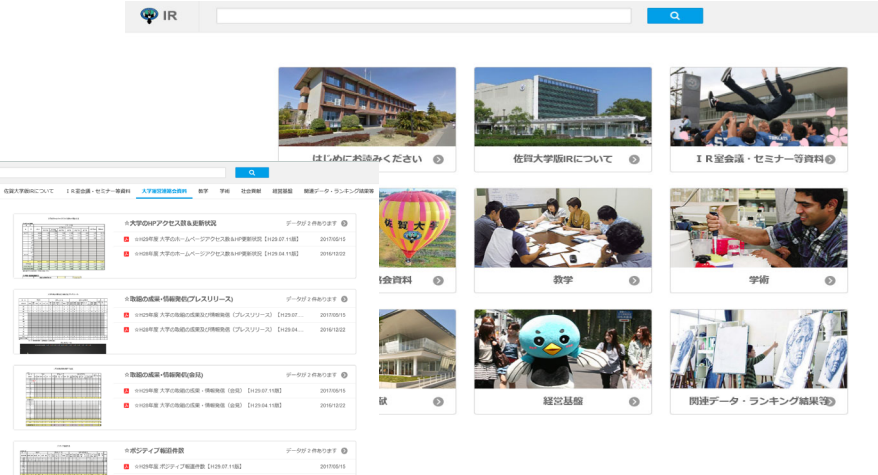 IR
はじめにお読みください
佐賀大学版IRについて
ＩＲ室会議・セミナー等資料
佐賀大学版IRについて
ＩＲ室会議・セミナー等資料
大学運営連絡会資料
教学
学術
社会貢献
経営基盤
関連データ・ランキング結果等
☆大学のHPアクセス数&更新状況
データが2件あります
☆H29年度 大学のホームページアクセス数&HP更新状況【H29.07.11版】
2017/05/15
☆H28年度 大学のホームページアクセス数&HP更新状況【H29.04.11版】
2016/12/22
佐賀大学
絡会資料
教学
学術
☆取組の成果・情報発信(プレスリリース)
データが2件あります
☆H29年度 大学の取組の成果及び情報発信（プレスリリース）【H29.07....
2017/05/15
☆H28年度 大学の取組の成果及び情報発信（プレスリリース）【H29.04....
2016/12/22
☆取組の成果・情報発信(会見)
データが2件あります
☆H29年度 大学の取組の成果・情報発信（会見）【H29.07.11版】
2017/05/15
☆H28年度 大学の取組の成果・情報発信（会見）【H29.04.11版】
2016/12/22
献
経営基盤
関連データ・ランキング結果等
☆ポジティブ報道件数
データが2件あります
☆H29年度 ポジティブ報道件数【H29.07.11版】
2017/05/15